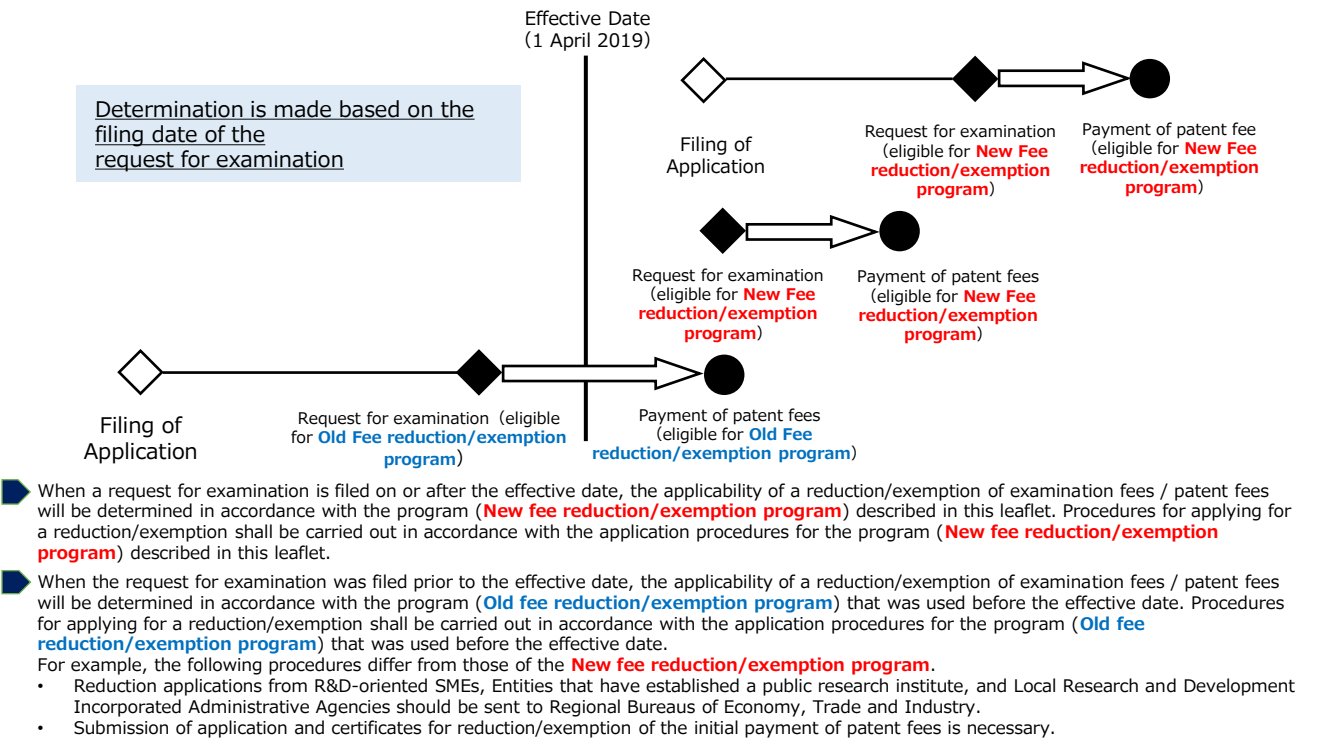 Effective Date
(1 April 2019)
Determination is made based on the
filing date of the
request for examination
Filing of
Application
Request for examination
(eligible for New Fee
reduction/exemption
program)
Payment of patent fee
(eligible for New Fee
reduction/exemption
program)
Request for examination
(eligible for New Fee
reduction/exemption
program)
Payment of patent fees
(eligible for New Fee
reduction/exemption
program)
Filing of
Application
Request for examination (eligible
for Old Fee reduction/exemption
program)
Payment of patent fees
(eligible for Old Fee
reduction/exemption program)
When a request for examination is filed on or after the effective date, the applicability of a reduction/exemption of examination fees / patent fees
will be determined in accordance with the program (New fee reduction/exemption program) described in this leaflet. Procedures for applying for
a reduction/exemption shall be carried out in accordance with the application procedures for the program (New fee reduction/exemption
program) described in this leaflet.
When the request for examination was filed prior to the effective date, the applicability of a reduction/exemption of examination fees / patent fees
will be determined in accordance with the program (Old fee reduction/exemption program) that was used before the effective date. Procedures
for applying for a reduction/exemption shall be carried out in accordance with the application procedures for the program (Old fee
reduction/exemption program) that was used before the effective date.
For example, the following procedures differ from those of the New fee reduction/exemption program.
• Reduction applications from R&D-oriented SMEs, Entities that have established a public research institute, and Local Research and Development
Incorporated Administrative Agencies should be sent to Regional Bureaus of Economy, Trade and Industry.
• Submission of application and certificates for reduction/exemption of the initial payment of patent fees is necessary.